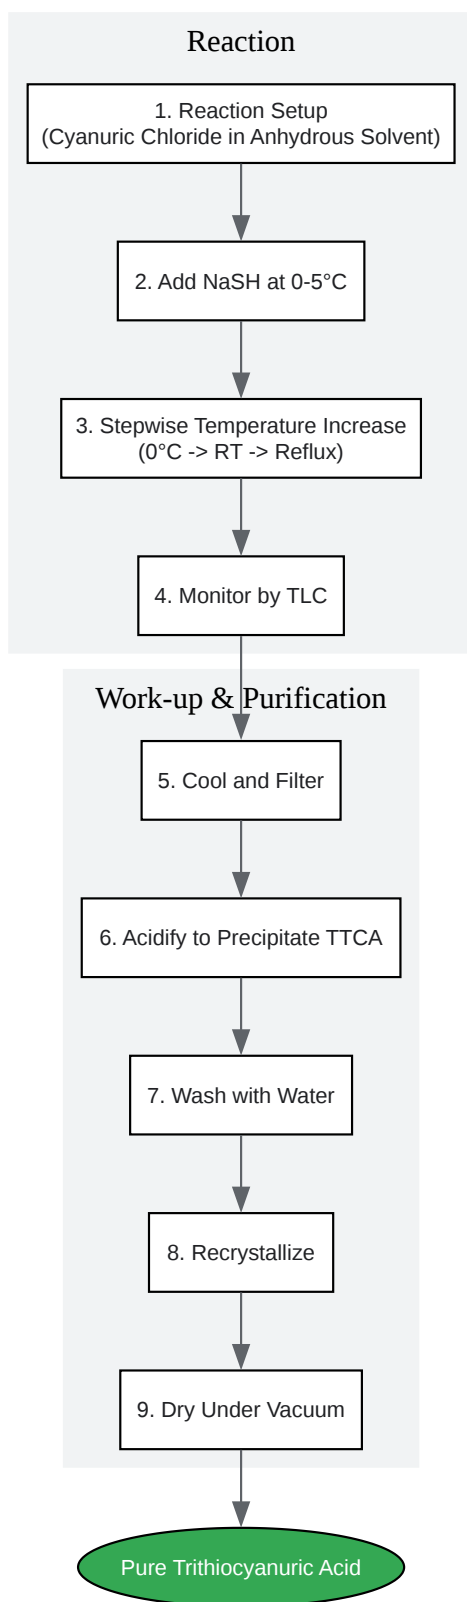 Reaction
1. Reaction Setup
(Cyanuric Chloride in Anhydrous Solvent)
2. Add NaSH at 0-5°C
3. Stepwise Temperature Increase
(0°C -> RT -> Reflux)
4. Monitor by TLC
Work-up & Purification
5. Cool and Filter
6. Acidify to Precipitate TTCA
7. Wash with Water
8. Recrystallize
9. Dry Under Vacuum
Pure Trithiocyanuric Acid